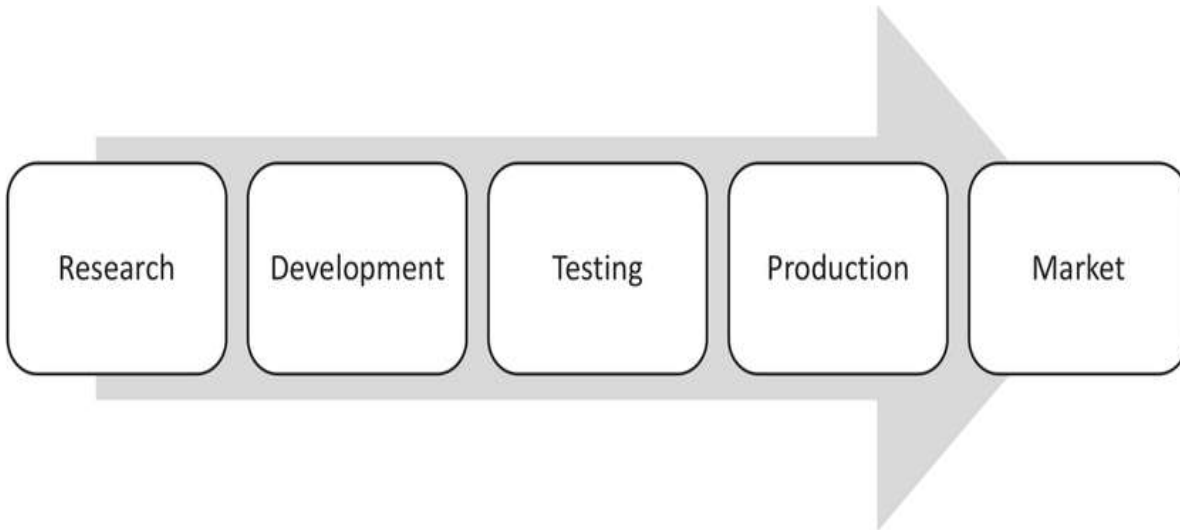 Research
Development
Testing
Production
Market